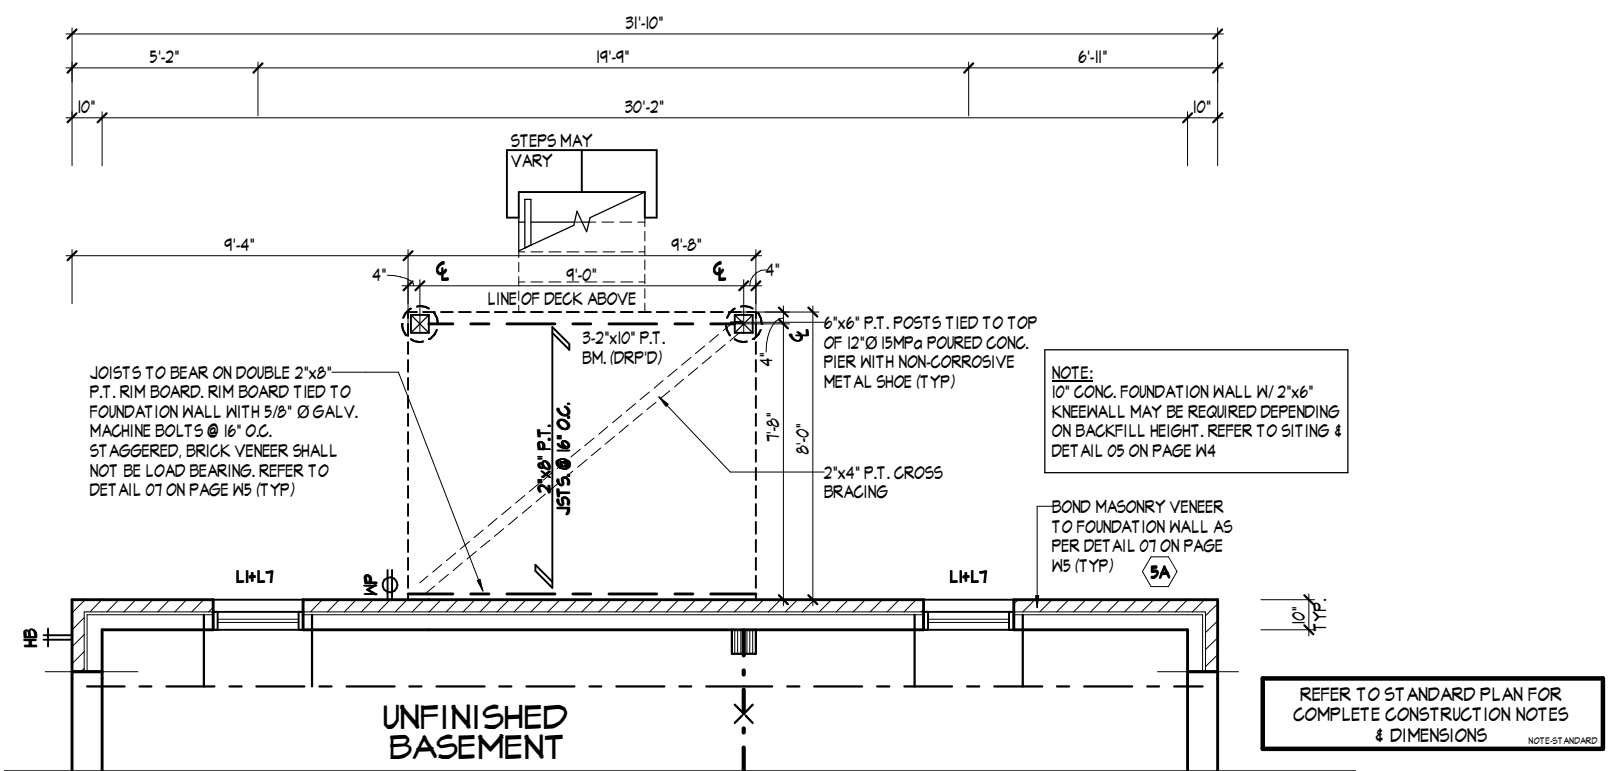 31'-10"
5'-2"
19'-9"
6'-11"
10"
30'-2"
10"
STEPS MAY
VARY
9'-4"
9'-8"
4"
℄
9'-0"
℄
4"
LINE OF DECK ABOVE
3-2"x10" P.T.
BM. (DRP'D)
6"x6" P.T. POSTS TIED TO TOP
OF 12"Ø 15MPa POURED CONC.
PIER WITH NON-CORROSIVE
METAL SHOE (TYP)
4"
℄
7'-8"
8'-0"
JOISTS TO BEAR ON DOUBLE 2"x8"
P.T. RIM BOARD. RIM BOARD TIED TO
FOUNDATION WALL WITH 5/8" Ø GALV.
MACHINE BOLTS @ 16" O.C.
STAGGERED, BRICK VENEER SHALL
NOT BE LOAD BEARING. REFER TO
DETAIL 07 ON PAGE W5 (TYP)
2"x8" P.T.
JSTS. @ 16" O.C.
2"x4" P.T. CROSS
BRACING
NOTE:
10" CONC. FOUNDATION WALL W/ 2"x6"
KNEEWALL MAY BE REQUIRED DEPENDING
ON BACKFILL HEIGHT. REFER TO SITING &
DETAIL 05 ON PAGE W4
BOND MASONRY VENEER
TO FOUNDATION WALL AS
PER DETAIL 07 ON PAGE
W5 (TYP)
5A
L1+L7
WP
L1+L7
HB
10"
TYP.
UNFINISHED
BASEMENT
REFER TO STANDARD PLAN FOR
COMPLETE CONSTRUCTION NOTES
& DIMENSIONS
NOTE-STANDARD